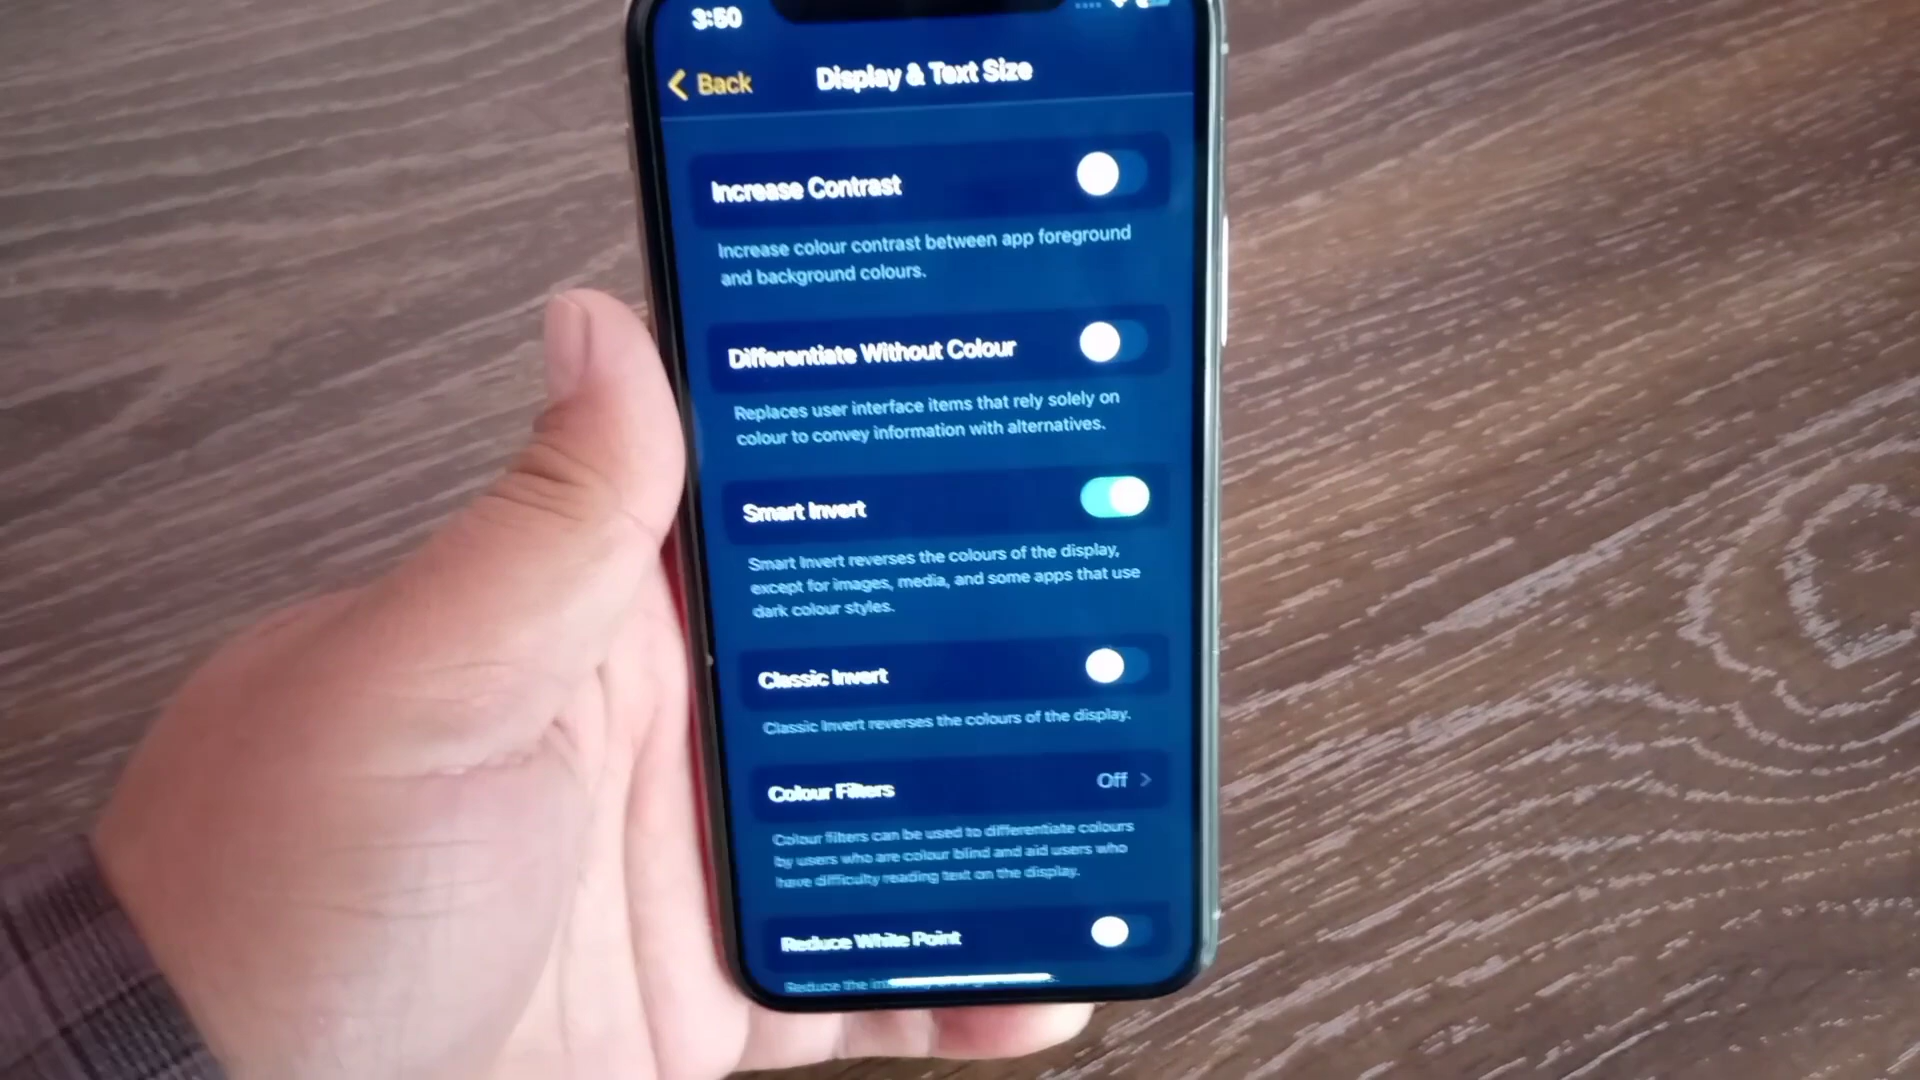 3:50
Back
Display & Text Size
Increase Contrast
Increase colour contrast between app foreground
and background colours.
Differentiate Without Colour
Replaces user interface items that rely solely on
colour to convey information with alternatives.
Smart Invert
Smart Invert reverses the colours of the display,
except for images, media, and some apps that use
dark colour styles.
Classic Invert
Classic Invert reverses the colours of the display.
Colour Filters
Off
Colour filters can be used to differentiate colours
by users who are colour blind and aid users who
have difficulty reading text on the display.
Reduce White Point
Reduce the